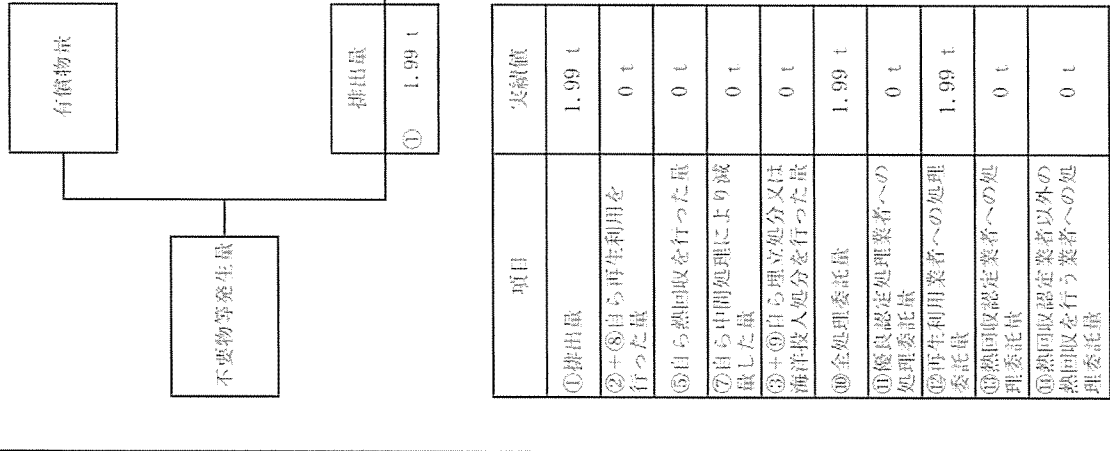 有償物量
不要物等発生量
排出量
① 1.99 t
項目
実績値
①排出量
1.99 t
②+⑧自ら再生利用を
行った量
0 t
⑤自ら熱回収を行った量
0 t
⑦自ら中間処理により減
量した量
0 t
③+⑨自ら埋立処分又は
海洋投入処分を行った量
0 t
⑩全処理委託量
1.99 t
⑪優良認定処理業者への
処理委託量
0 t
⑫再生利用業者への処理
委託量
1.99 t
⑬熱回収認定業者への処
理委託量
0 t
⑭熱回収認定業者以外の
熱回収を行う業者への処
理委託量
0 t